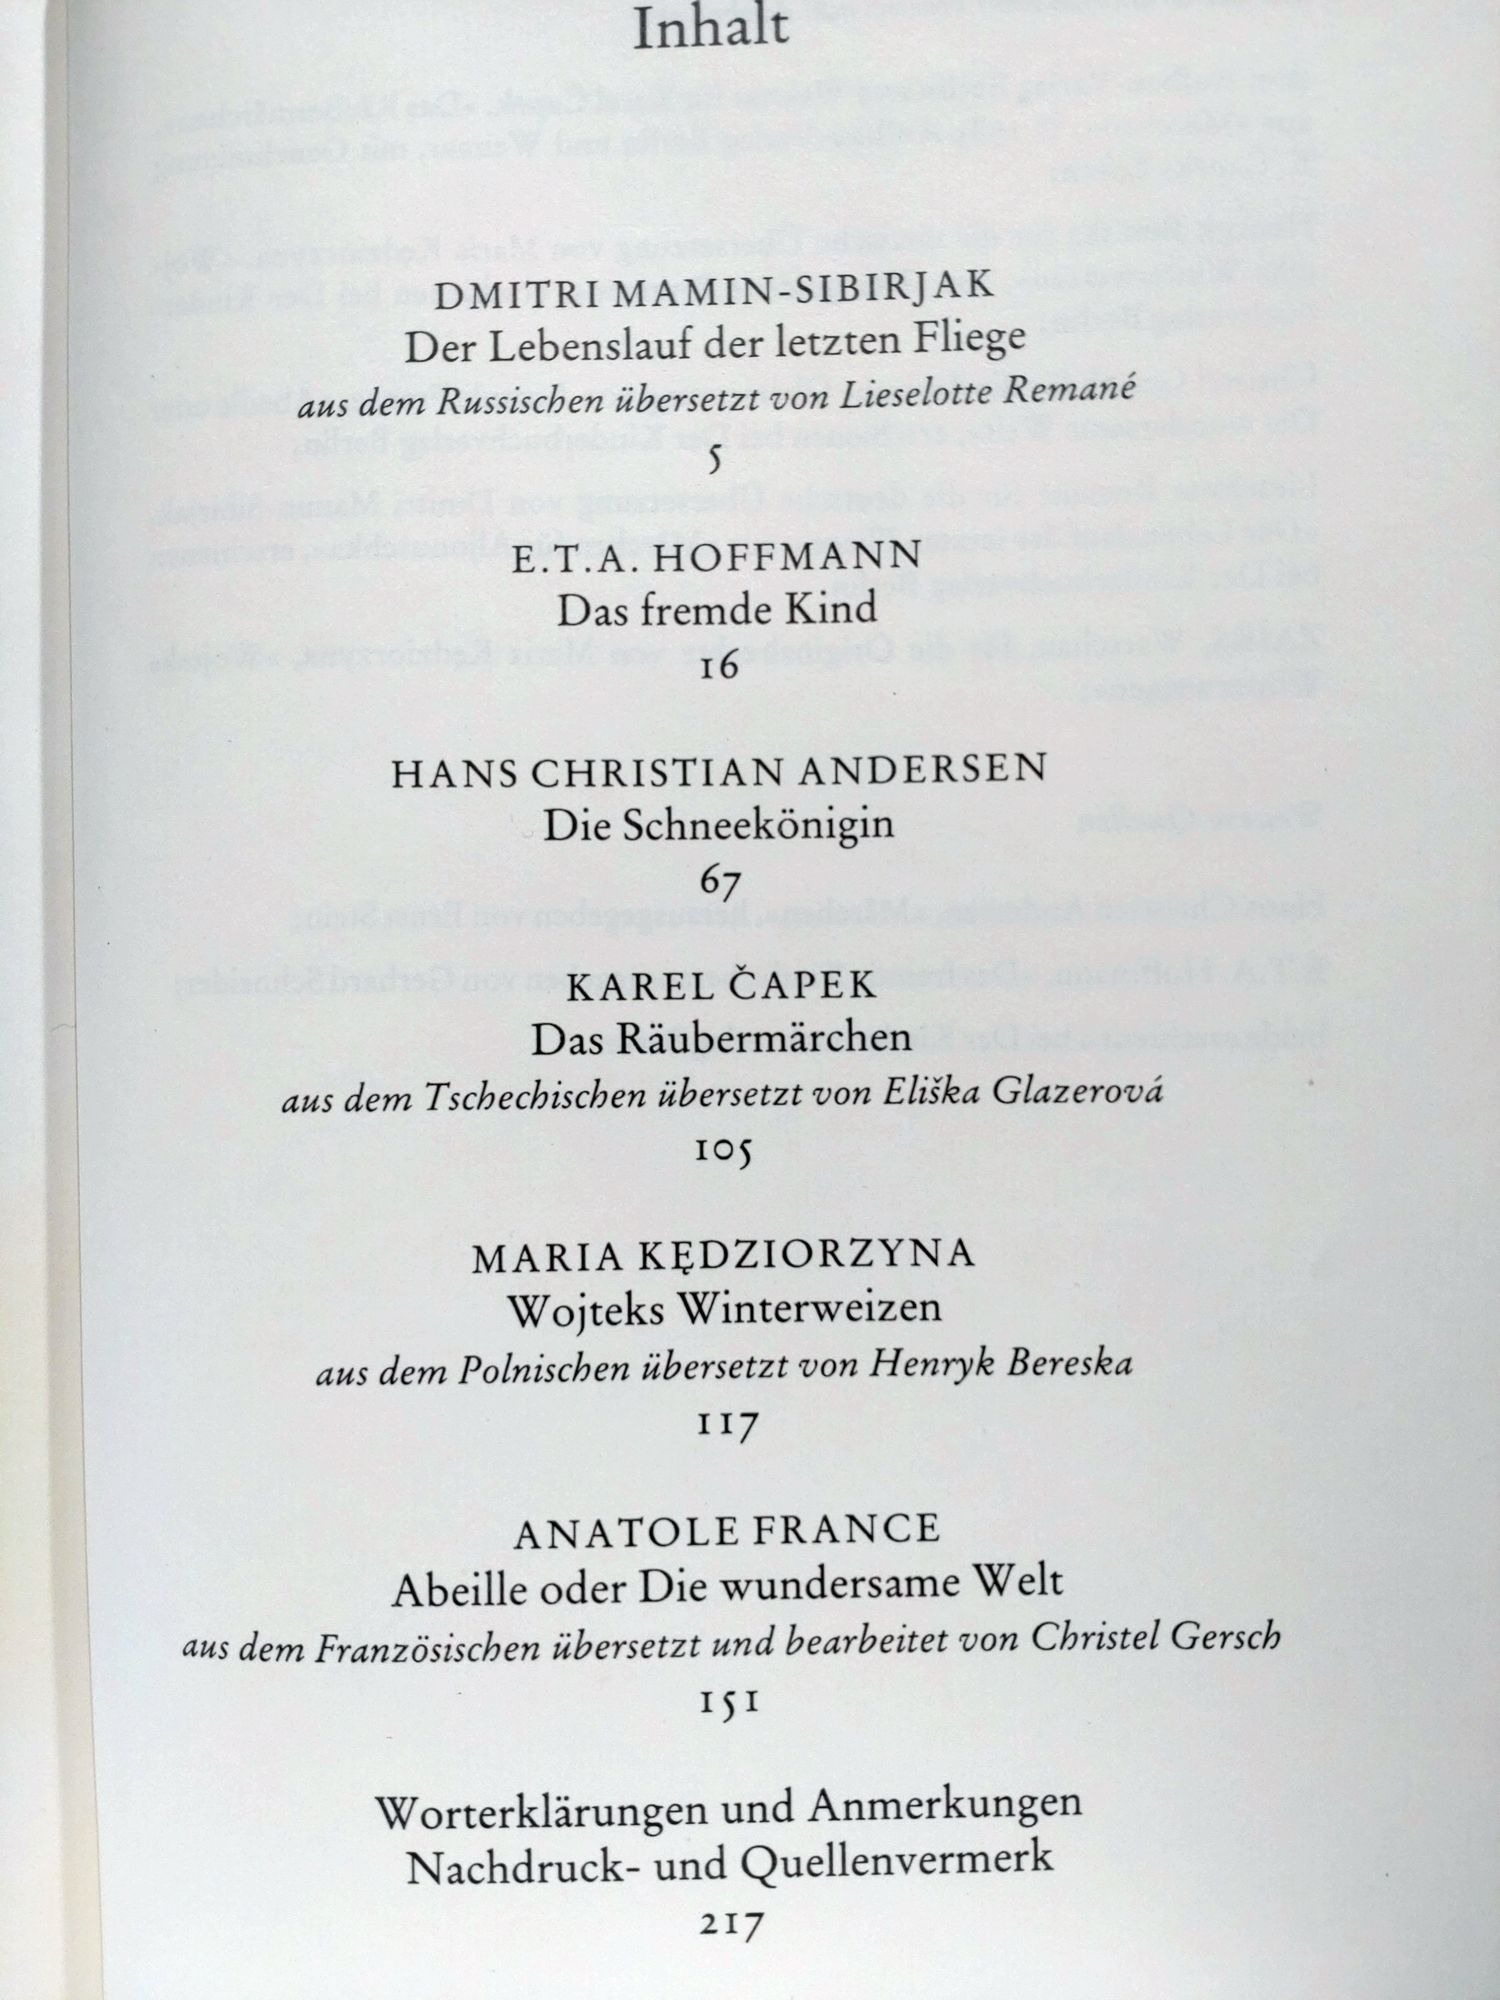 Inhalt
DMITRI MAMIN-SIBIRJAK
Der Lebenslauf der letzten Fliege
aus dem Russischen übersetzt von Lieselotte Remané
5
E.T.A. HOFFMANN
Das fremde Kind
16
HANS CHRISTIAN ANDERSEN
Die Schneekönigin
67
KAREL ČAPEK
Das Räubermärchen
aus dem Tschechischen übersetzt von Eliška Glazerová
105
MARIA KĘDZIORZYNA
Wojteks Winterweizen
aus dem Polnischen übersetzt von Henryk Bereska
117
ANATOLE FRANCE
Abeille oder Die wundersame Welt
aus dem Französischen übersetzt und bearbeitet von Christel Gersch
151
Worterklärungen und Anmerkungen
Nachdruck- und Quellenvermerk
217